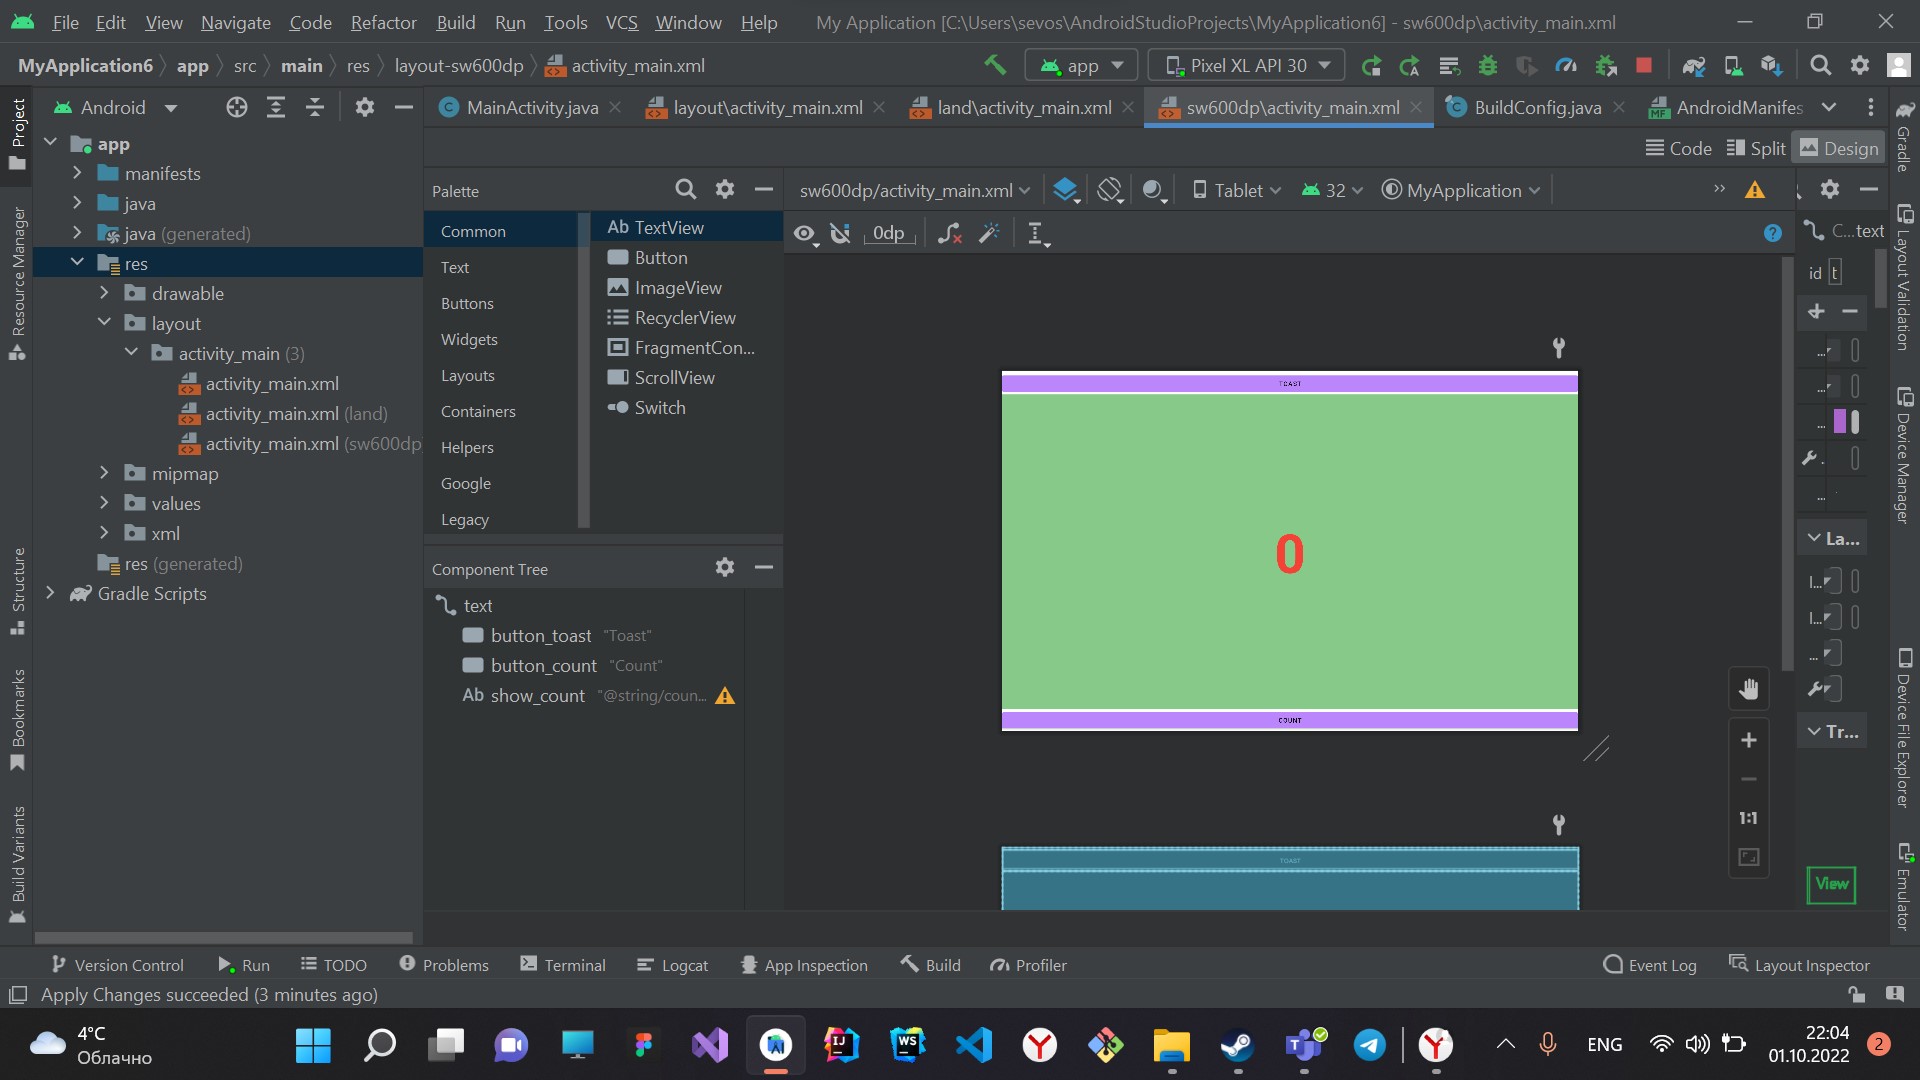 File Edit View Navigate Code Refactor Build Run Tools VCS Window Help My Application [C:\Users\sevos\AndroidStudioProjects\MyApplication6] - sw600dp\activity_main.xml
MyApplication6 app src main res layout-sw600dp activity_main.xml app Pixel XL API 30
Android MainActivity.java layout\activity_main.xml land\activity_main.xml sw600dp\activity_main.xml BuildConfig.java AndroidManifes
Code Split Design
Project
Resource Manager
Structure
Bookmarks
Build Variants
app
manifests
java
java (generated)
res
drawable
layout
activity_main (3)
activity_main.xml
activity_main.xml (land)
activity_main.xml (sw600dp
mipmap
values
xml
res (generated)
Gradle Scripts
Palette
Common
Text
Buttons
Widgets
Layouts
Containers
Helpers
Google
Legacy
Ab TextView
Button
ImageView
RecyclerView
FragmentCon...
ScrollView
Switch
Component Tree
text
button_toast "Toast"
button_count "Count"
Ab show_count "@string/coun...
sw600dp/activity_main.xml Tablet 32 MyApplication
0dp
TOAST
0
COUNT
TOAST
1:1
C...text
id t
La...
Tr...
View
Gradle
Layout Validation
Device Manager
Device File Explorer
Emulator
Version Control Run TODO Problems Terminal Logcat App Inspection Build Profiler Event Log Layout Inspector
Apply Changes succeeded (3 minutes ago)
4°C
Облачно
ENG
22:04
01.10.2022
2